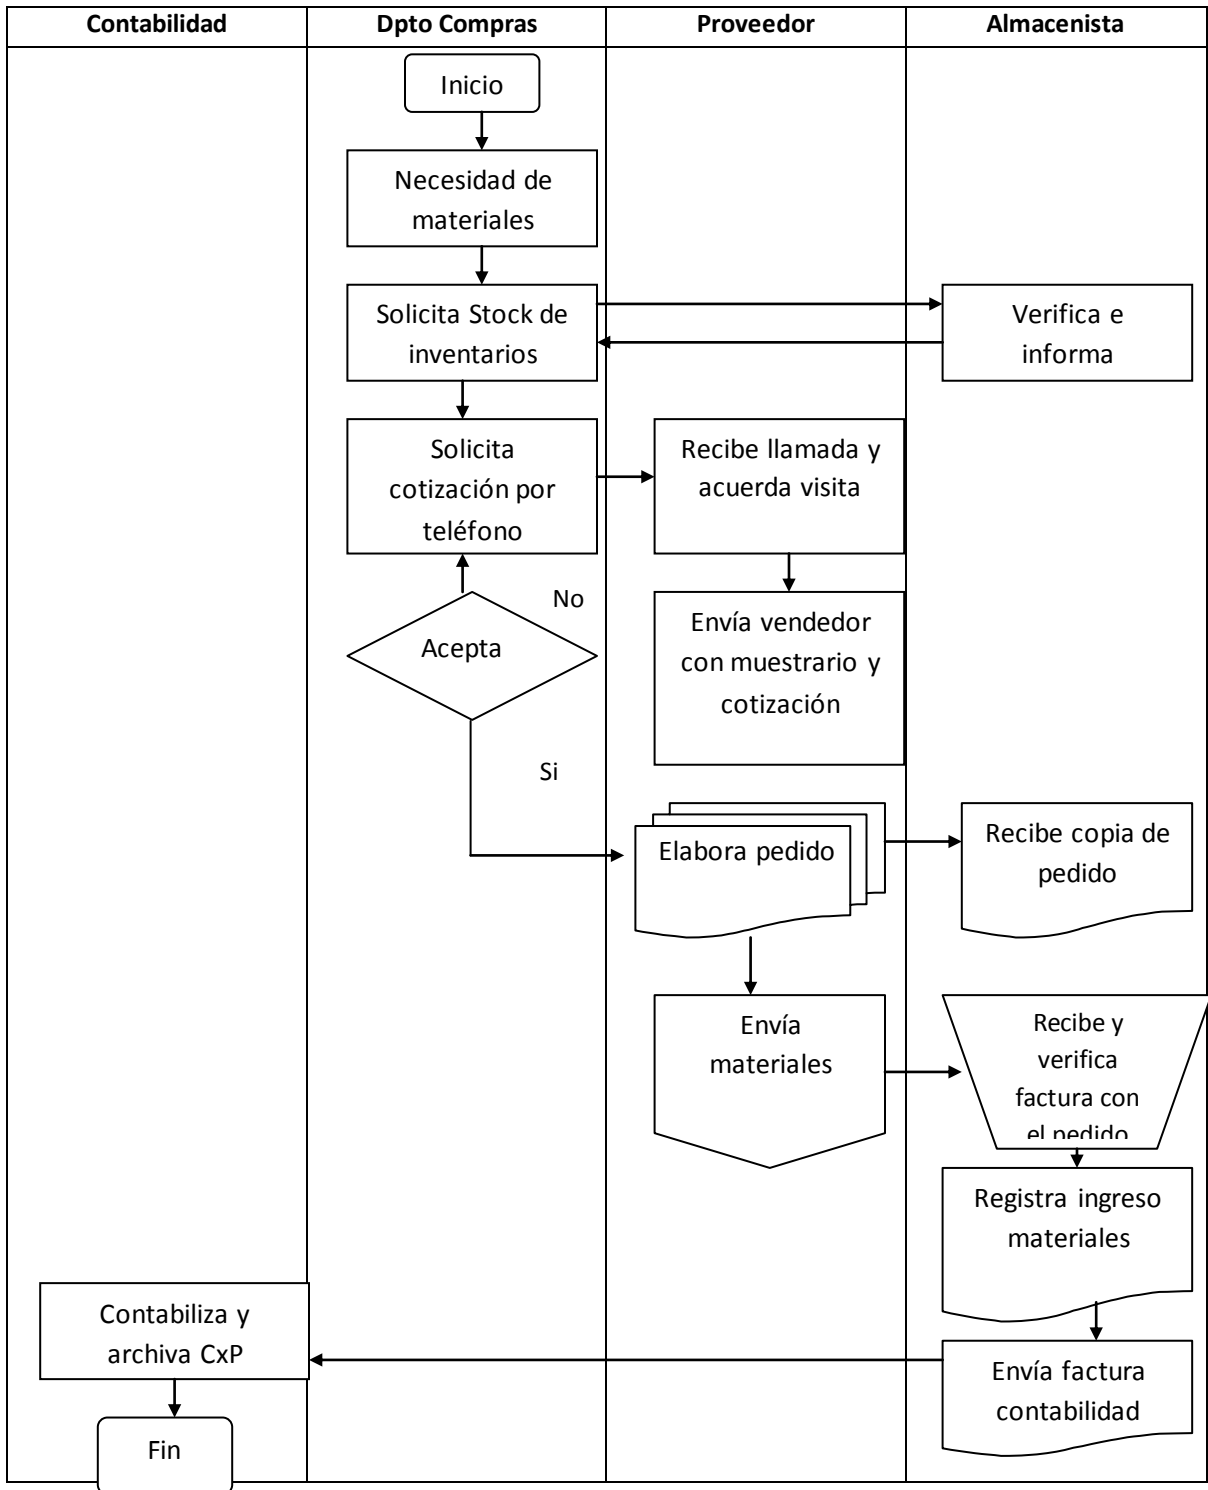 Contabilidad
Dpto Compras
Proveedor
Almacenista
Inicio
Necesidad de
materiales
Solicita Stock de
inventarios
Verifica e
informa
Solicita
cotización por
teléfono
Recibe llamada y
acuerda visita
No
Acepta
Envía vendedor
con muestrario y
cotización
Si
Elabora pedido
Recibe copia de
pedido
Envía
materiales
Recibe y
verifica
factura con
el pedido
Registra ingreso
materiales
Contabiliza y
archiva CxP
Envía factura
contabilidad
Fin